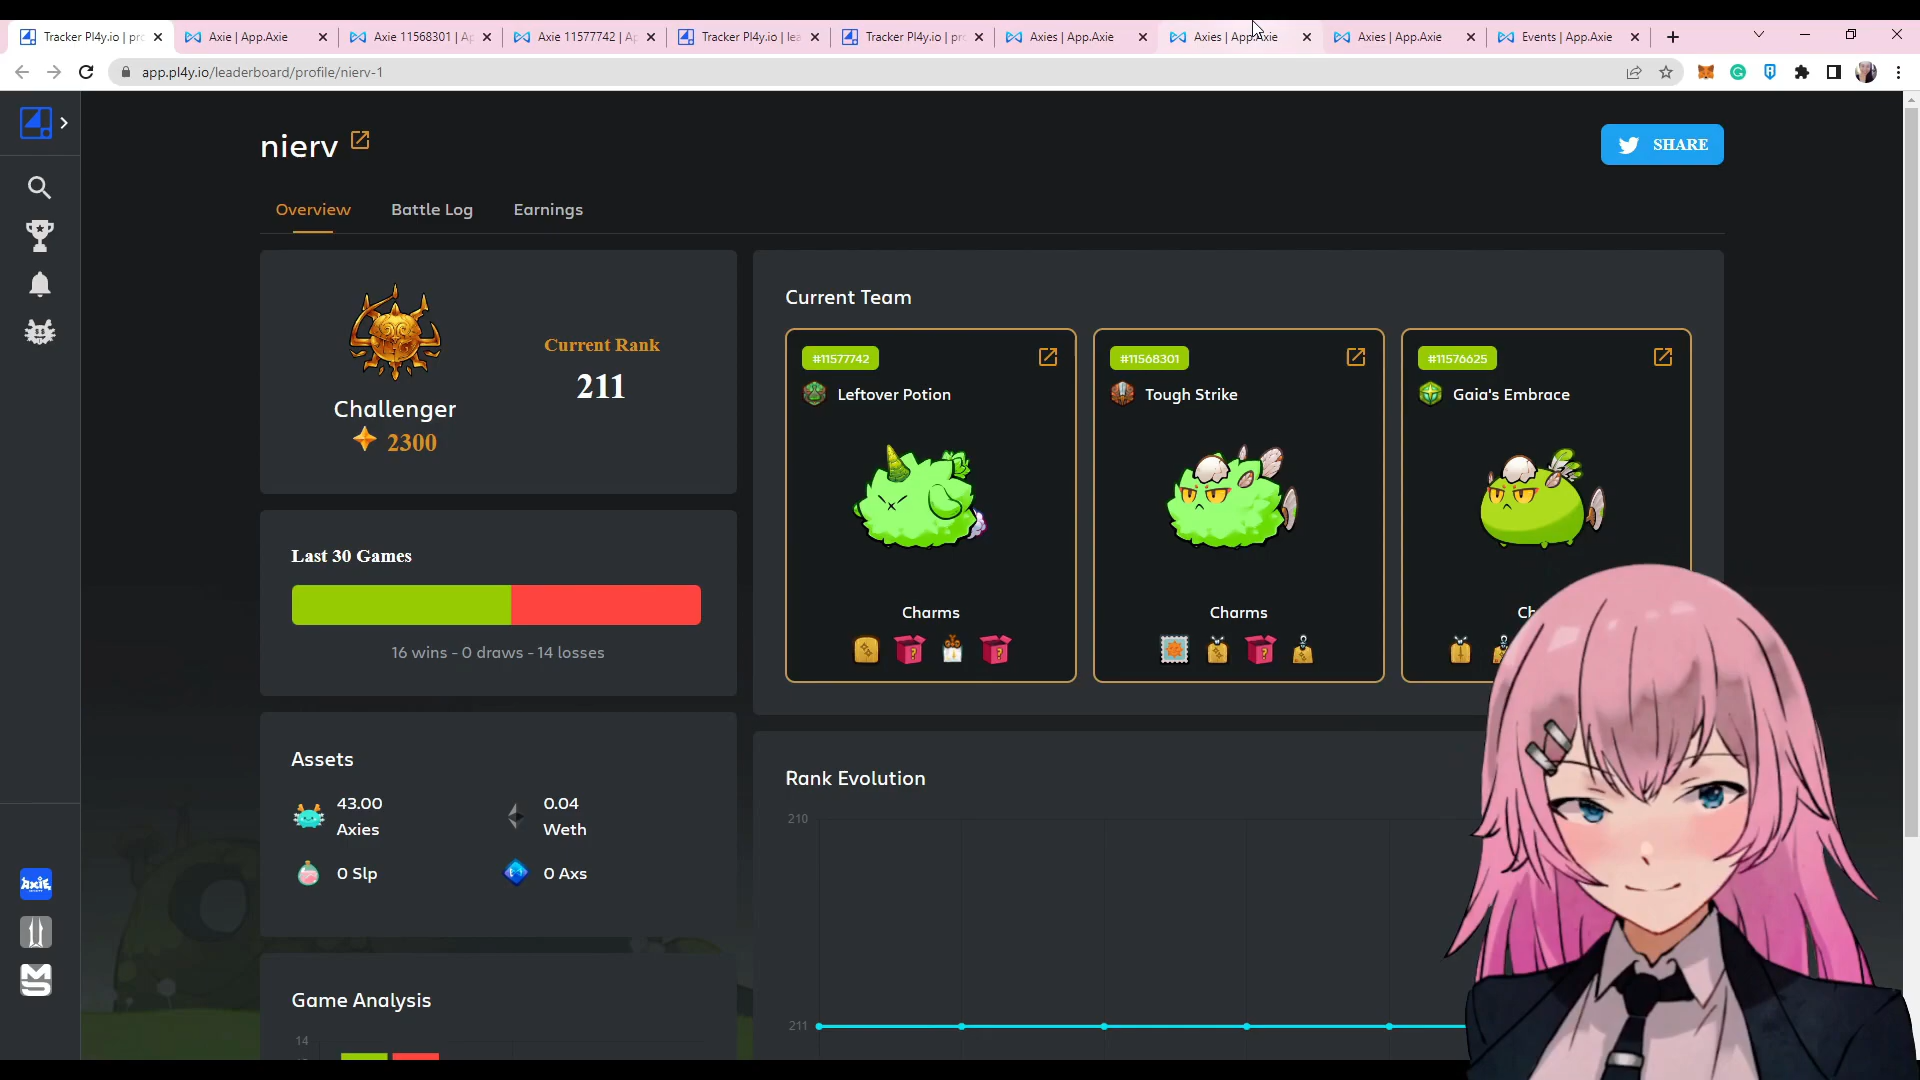 Tracker Pl4y.io | pro
Axie | App.Axie
Axie 11568301 | Ap
Axie 11577742 | Ap
Tracker Pl4y.io | lea
Tracker Pl4y.io | pro
Axies | App.Axie
Axies | App.Axie
Axies | App.Axie
Events | App.Axie
app.pl4y.io/leaderboard/profile/nierv-1
nierv
SHARE
Overview
Battle Log
Earnings
Challenger
2300
Current Rank
211
Current Team
#11577742
Leftover Potion
Charms
#11568301
Tough Strike
Charms
#11576625
Gaia's Embrace
Last 30 Games
16 wins - 0 draws - 14 losses
Assets
43.00
Axies
0.04
Weth
0 Slp
0 Axs
Rank Evolution
210
211
Game Analysis
14
AXIE